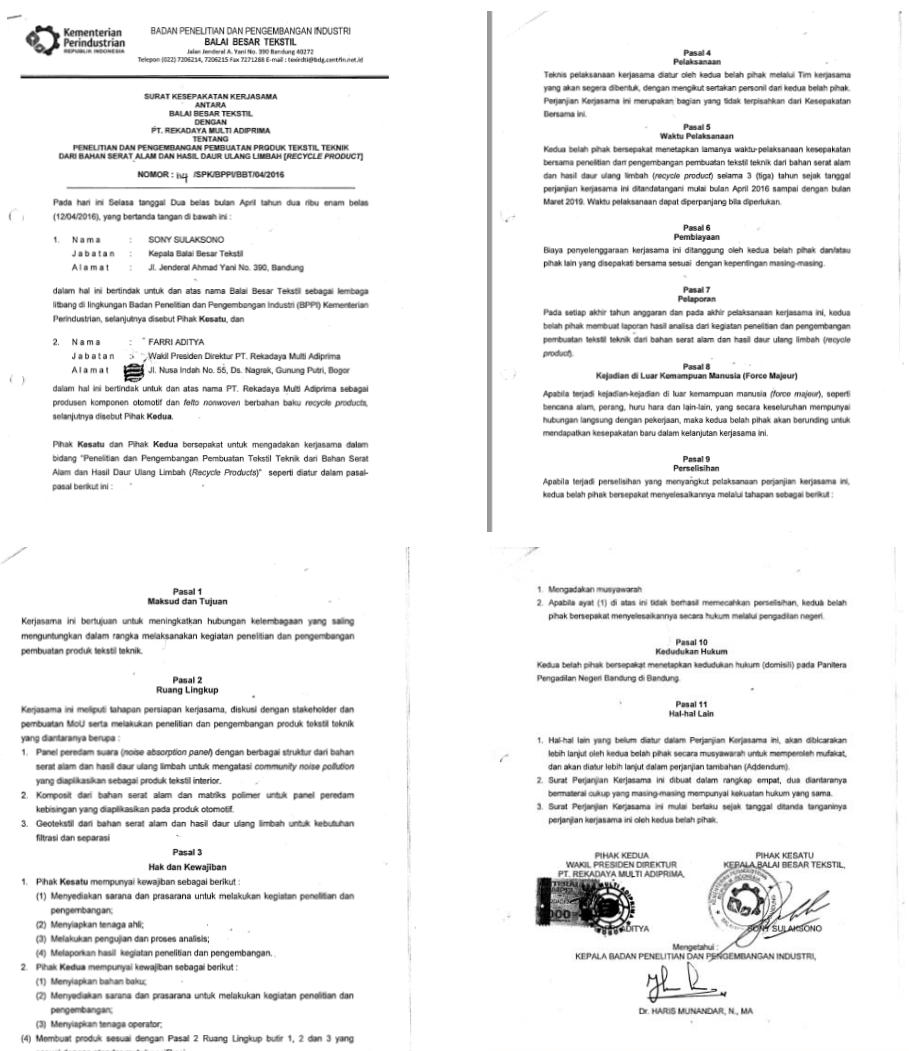 Kementerian
Perindustrian
REPUBLIK INDONESIA
BADAN PENELITIAN DAN PENGEMBANGAN INDUSTRI
BALAI BESAR TEKSTIL
Jalan Jenderal A. Yani No. 390 Bandung 40272
Telepon (022) 7206214, 7206215 Fax 7271288 E-mail : texirdti@bdg.centrin.net.id
SURAT KESEPAKATAN KERJASAMA
ANTARA
BALAI BESAR TEKSTIL
DENGAN
PT. REKADAYA MULTI ADIPRIMA
TENTANG
PENELITIAN DAN PENGEMBANGAN PEMBUATAN PRODUK TEKSTIL TEKNIK
DARI BAHAN SERAT ALAM DAN HASIL DAUR ULANG LIMBAH [RECYCLE PRODUCT]
NOMOR : 114 /SPK/BPPI/BBT/04/2016
Pada hari ini Selasa tanggal Dua belas bulan April tahun dua ribu enam belas
(12/04/2016), yang bertanda tangan di bawah ini :
1. Nama : SONY SULAKSONO
Jabatan : Kepala Balai Besar Tekstil
Alamat : Jl. Jenderal Ahmad Yani No. 390, Bandung
dalam hal ini bertindak untuk dan atas nama Balai Besar Tekstil sebagai lembaga
litbang di lingkungan Badan Penelitian dan Pengembangan Industri (BPPI) Kementerian
Perindustrian, selanjutnya disebut Pihak Kesatu, dan
2. Nama : FARRI ADITYA
Jabatan : Wakil Presiden Direktur PT. Rekadaya Multi Adiprima
Alamat Jl. Nusa Indah No. 55, Ds. Nagrek, Gunung Putri, Bogor
dalam hal ini bertindak untuk dan atas nama PT. Rekadaya Multi Adiprima sebagai
produsen komponen otomotif dan felto nonwoven berbahan baku recycle products,
selanjutnya disebut Pihak Kedua.
Pihak Kesatu dan Pihak Kedua bersepakat untuk mengadakan kerjasama dalam
bidang "Penelitian dan Pengembangan Pembuatan Tekstil Teknik dari Bahan Serat
Alam dan Hasil Daur Ulang Limbah (Recycle Products)" seperti diatur dalam pasal-
pasal berikut ini :
Pasal 4
Pelaksanaan
Teknis pelaksanaan kerjasama diatur oleh kedua belah pihak melalui Tim kerjasama
yang akan segera dibentuk, dengan mengikut sertakan personil dari kedua belah pihak.
Perjanjian Kerjasama ini merupakan bagian yang tidak terpisahkan dari Kesepakatan
Bersama ini.
Pasal 5
Waktu Pelaksanaan
Kedua belah pihak bersepakat menetapkan lamanya waktu-pelaksanaan kesepakatan
bersama penelitian dan pengembangan pembuatan tekstil teknik dari bahan serat alam
dan hasil daur ulang limbah (recycle product) selama 3 (tiga) tahun sejak tanggal
perjanjian kerjasama ini ditandatangani mulai bulan April 2016 sampai dengan bulan
Maret 2019. Waktu pelaksanaan dapat diperpanjang bila diperlukan.
Pasal 6
Pembiayaan
Biaya penyelenggaraan kerjasama ini ditanggung oleh kedua belah pihak dan/atau
pihak lain yang disepakati bersama sesuai dengan kepentingan masing-masing.
Pasal 7
Pelaporan
Pada setiap akhir tahun anggaran dan pada akhir pelaksanaan kerjasama ini, kedua
belah pihak membuat laporan hasil analisa dari kegiatan penelitian dan pengembangan
pembuatan tekstil teknik dari bahan serat alam dan hasil daur ulang limbah (recycle
product).
Pasal 8
Kejadian di Luar Kemampuan Manusia (Force Majeur)
Apabila terjadi kejadian-kejadian di luar kemampuan manusia (force majeur), seperti
bencana alam, perang, huru hara dan lain-lain, yang secara keseluruhan mempunyai
hubungan langsung dengan pekerjaan, maka kedua belah pihak akan berunding untuk
mendapatkan kesepakatan baru dalam kelanjutan kerjasama ini.
Pasal 9
Perselisihan
Apabila terjadi perselisihan yang menyangkut pelaksanaan perjanjian kerjasama ini,
kedua belah pihak bersepakat menyelesaikannya melalui tahapan sebagai berikut :
Pasal 1
Maksud dan Tujuan
Kerjasama ini bertujuan untuk meningkatkan hubungan kelembagaan yang saling
menguntungkan dalam rangka melaksanakan kegiatan penelitian dan pengembangan
pembuatan produk tekstil teknik.
Pasal 2
Ruang Lingkup
Kerjasama ini meliputi tahapan persiapan kerjasama, diskusi dengan stakeholder dan
pembuatan MoU serta melakukan penelitian dan pengembangan produk tekstil teknik
yang diantaranya berupa :
1. Panel peredam suara (noise absorption panel) dengan berbagai struktur dari bahan
serat alam dan hasil daur ulang limbah untuk mengatasi community noise pollution
yang diaplikasikan sebagai produk tekstil interior.
2. Komposit dari bahan serat alam dan matriks polimer untuk panel peredam
kebisingan yang diaplikasikan pada produk otomotif.
3. Geotekstil dari bahan serat alam dan hasil daur ulang limbah untuk kebutuhan
filtrasi dan separasi
Pasal 3
Hak dan Kewajiban
1. Pihak Kesatu mempunyai kewajiban sebagai berikut :
(1) Menyediakan sarana dan prasarana untuk melakukan kegiatan penelitian dan
pengembangan;
(2) Menyiapkan tenaga ahli;
(3) Melakukan pengujian dan proses analisis;
(4) Melaporkan hasil kegiatan penelitian dan pengembangan.
2. Pihak Kedua mempunyai kewajiban sebagai berikut :
(1) Menyiapkan bahan baku;
(2) Menyediakan sarana dan prasarana untuk melakukan kegiatan penelitian dan
pengembangan;
(3) Menyiapkan tenaga operator;
(4) Membuat produk sesuai dengan Pasal 2 Ruang Lingkup butir 1, 2 dan 3 yang
1. Mengadakan musyawarah
2. Apabila ayat (1) di atas ini tidak berhasil memecahkan perselisihan, kedua belah
pihak bersepakat menyelesaikannya secara hukum melalui pengadilan negeri.
Pasal 10
Kedudukan Hukum
Kedua belah pihak bersepakat menetapkan kedudukan hukum (domisili) pada Panitera
Pengadilan Negeri Bandung di Bandung.
Pasal 11
Hal-hal Lain
1. Hal-hal lain yang belum diatur dalam Perjanjian Kerjasama ini, akan dibicarakan
lebih lanjut oleh kedua belah pihak secara musyawarah untuk memperoleh mufakat,
dan akan diatur lebih lanjut dalam perjanjian tambahan (Addendum).
2. Surat Perjanjian Kerjasama ini dibuat dalam rangkap empat, dua diantaranya
bermaterai cukup yang masing-masing mempunyai kekuatan hukum yang sama.
3. Surat Perjanjian Kerjasama ini mulai berlaku sejak tanggal ditanda tanganinya
perjanjian kerjasama ini oleh kedua belah pihak.
PIHAK KEDUA
WAKIL PRESIDEN DIREKTUR
PT. REKADAYA MULTI ADIPRIMA,
ADITYA
PIHAK KESATU
KEPALA BALAI BESAR TEKSTIL,
SONY SULAKSONO
Mengetahui :
KEPALA BADAN PENELITIAN DAN PENGEMBANGAN INDUSTRI,
Dr. HARIS MUNANDAR, N., MA